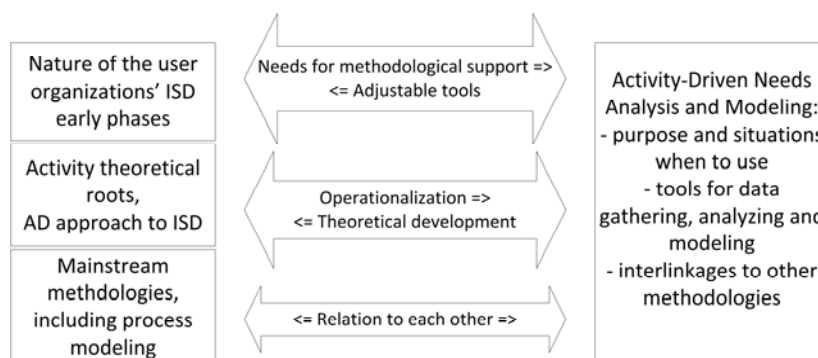 Nature of the user
organizations' ISD
early phases
Needs for methodological support =>
<= Adjustable tools
Activity theoretical
roots,
AD approach to ISD
Operationalization =>
<= Theoretical development
Mainstream
methdologies,
including process
modeling
<= Relation to each other =>
Activity-Driven Needs
Analysis and Modeling:
- purpose and situations
when to use
- tools for data
gathering, analyzing and
modeling
- interlinkages to other
methodologies